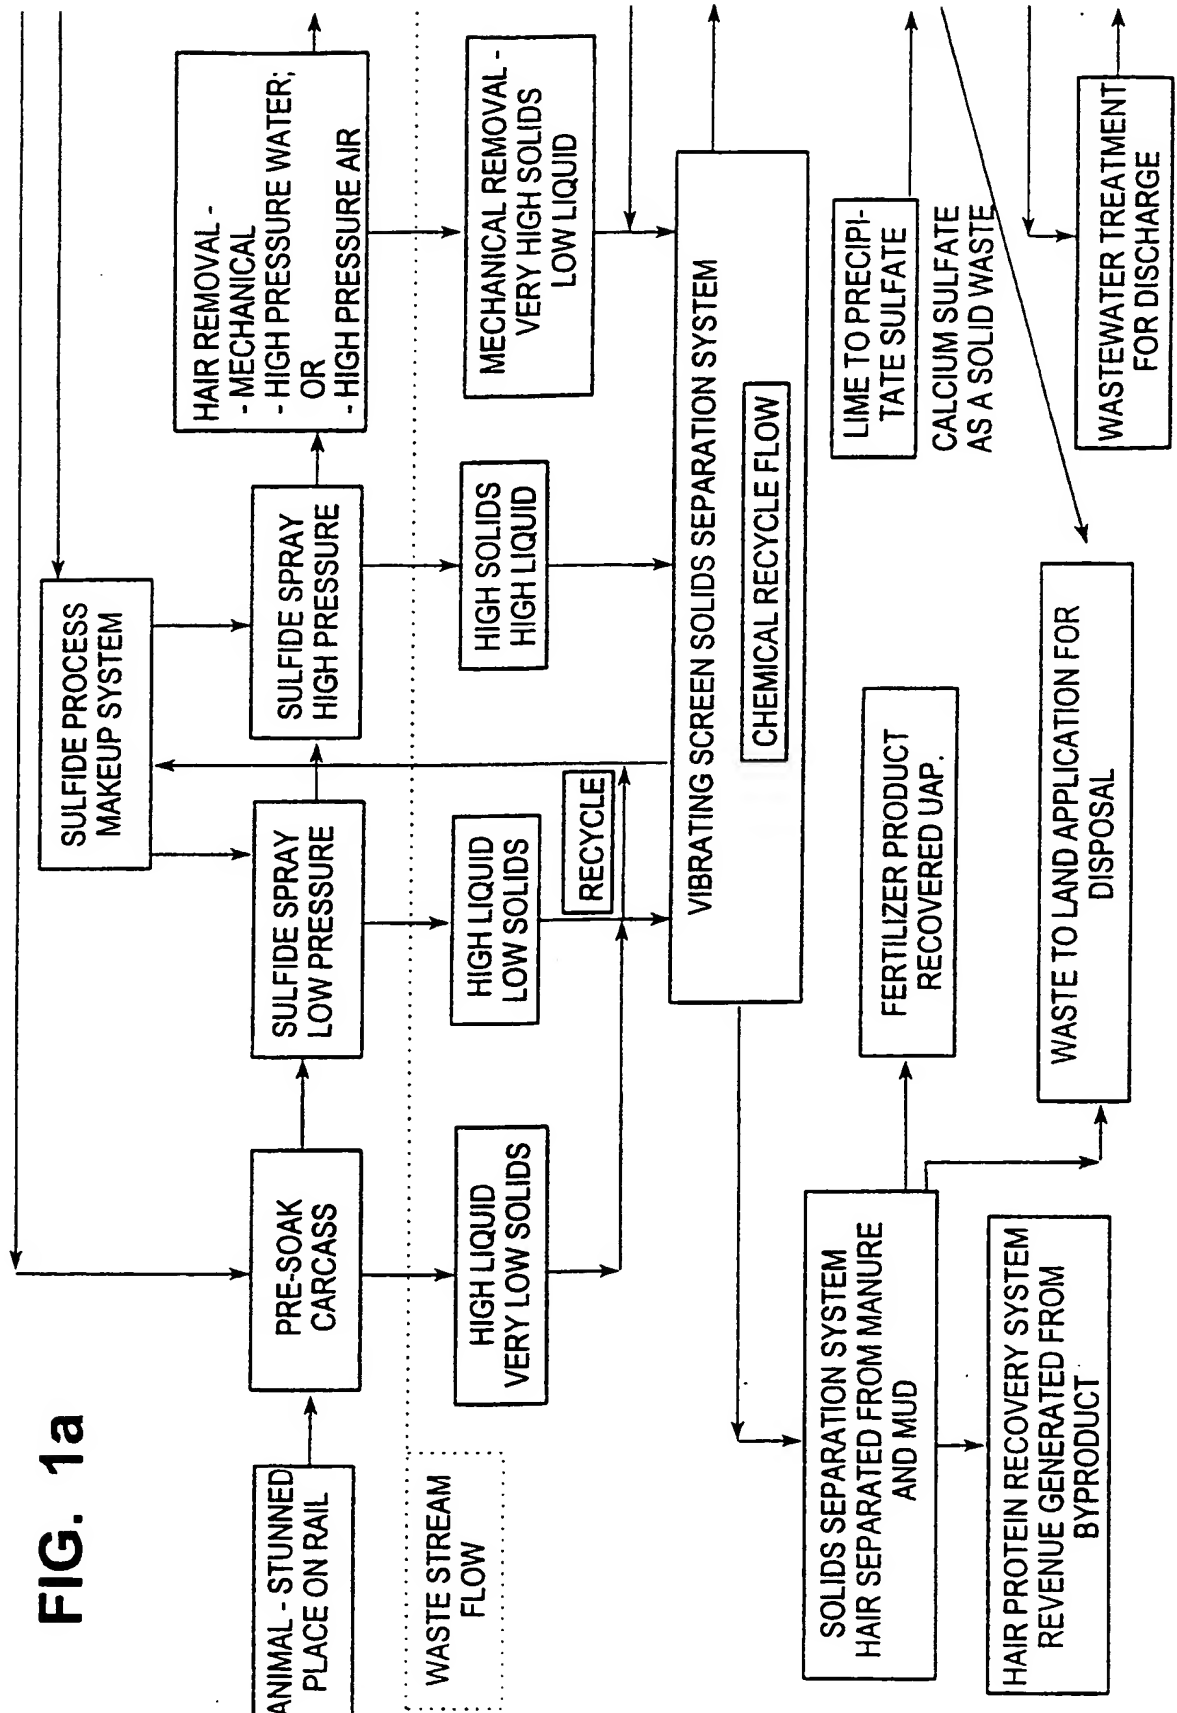 FIG. 1a
SULFIDE PROCESS
MAKEUP SYSTEM
ANIMAL - STUNNED
PLACE ON RAIL
PRE-SOAK
CARCASS
SULFIDE SPRAY
LOW PRESSURE
SULFIDE SPRAY
HIGH PRESSURE
HAIR REMOVAL -
- MECHANICAL
- HIGH PRESSURE WATER;
OR
- HIGH PRESSURE AIR
WASTE STREAM
FLOW
HIGH LIQUID
VERY LOW SOLIDS
HIGH LIQUID
LOW SOLIDS
HIGH SOLIDS
HIGH LIQUID
MECHANICAL REMOVAL -
VERY HIGH SOLIDS
LOW LIQUID
RECYCLE
VIBRATING SCREEN SOLIDS SEPARATION SYSTEM
CHEMICAL RECYCLE FLOW
SOLIDS SEPARATION SYSTEM
HAIR SEPARATED FROM MANURE
AND MUD
FERTILIZER PRODUCT
RECOVERED UAP.
LIME TO PRECIPI-
TATE SULFATE
CALCIUM SULFATE
AS A SOLID WASTE
HAIR PROTEIN RECOVERY SYSTEM
REVENUE GENERATED FROM
BYPRODUCT
WASTE TO LAND APPLICATION FOR
DISPOSAL
WASTEWATER TREATMENT
FOR DISCHARGE